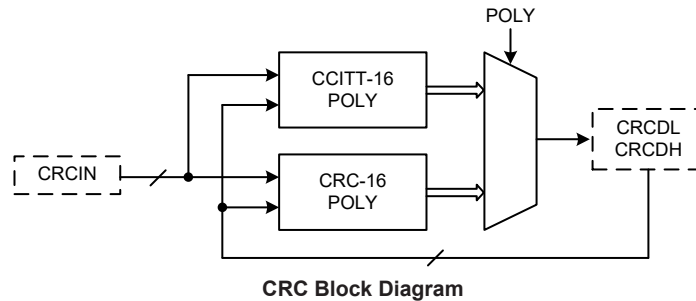 POLY
CCITT-16
POLY
CRCDL
CRCDH
CRCIN
CRC-16
POLY
CRC Block Diagram